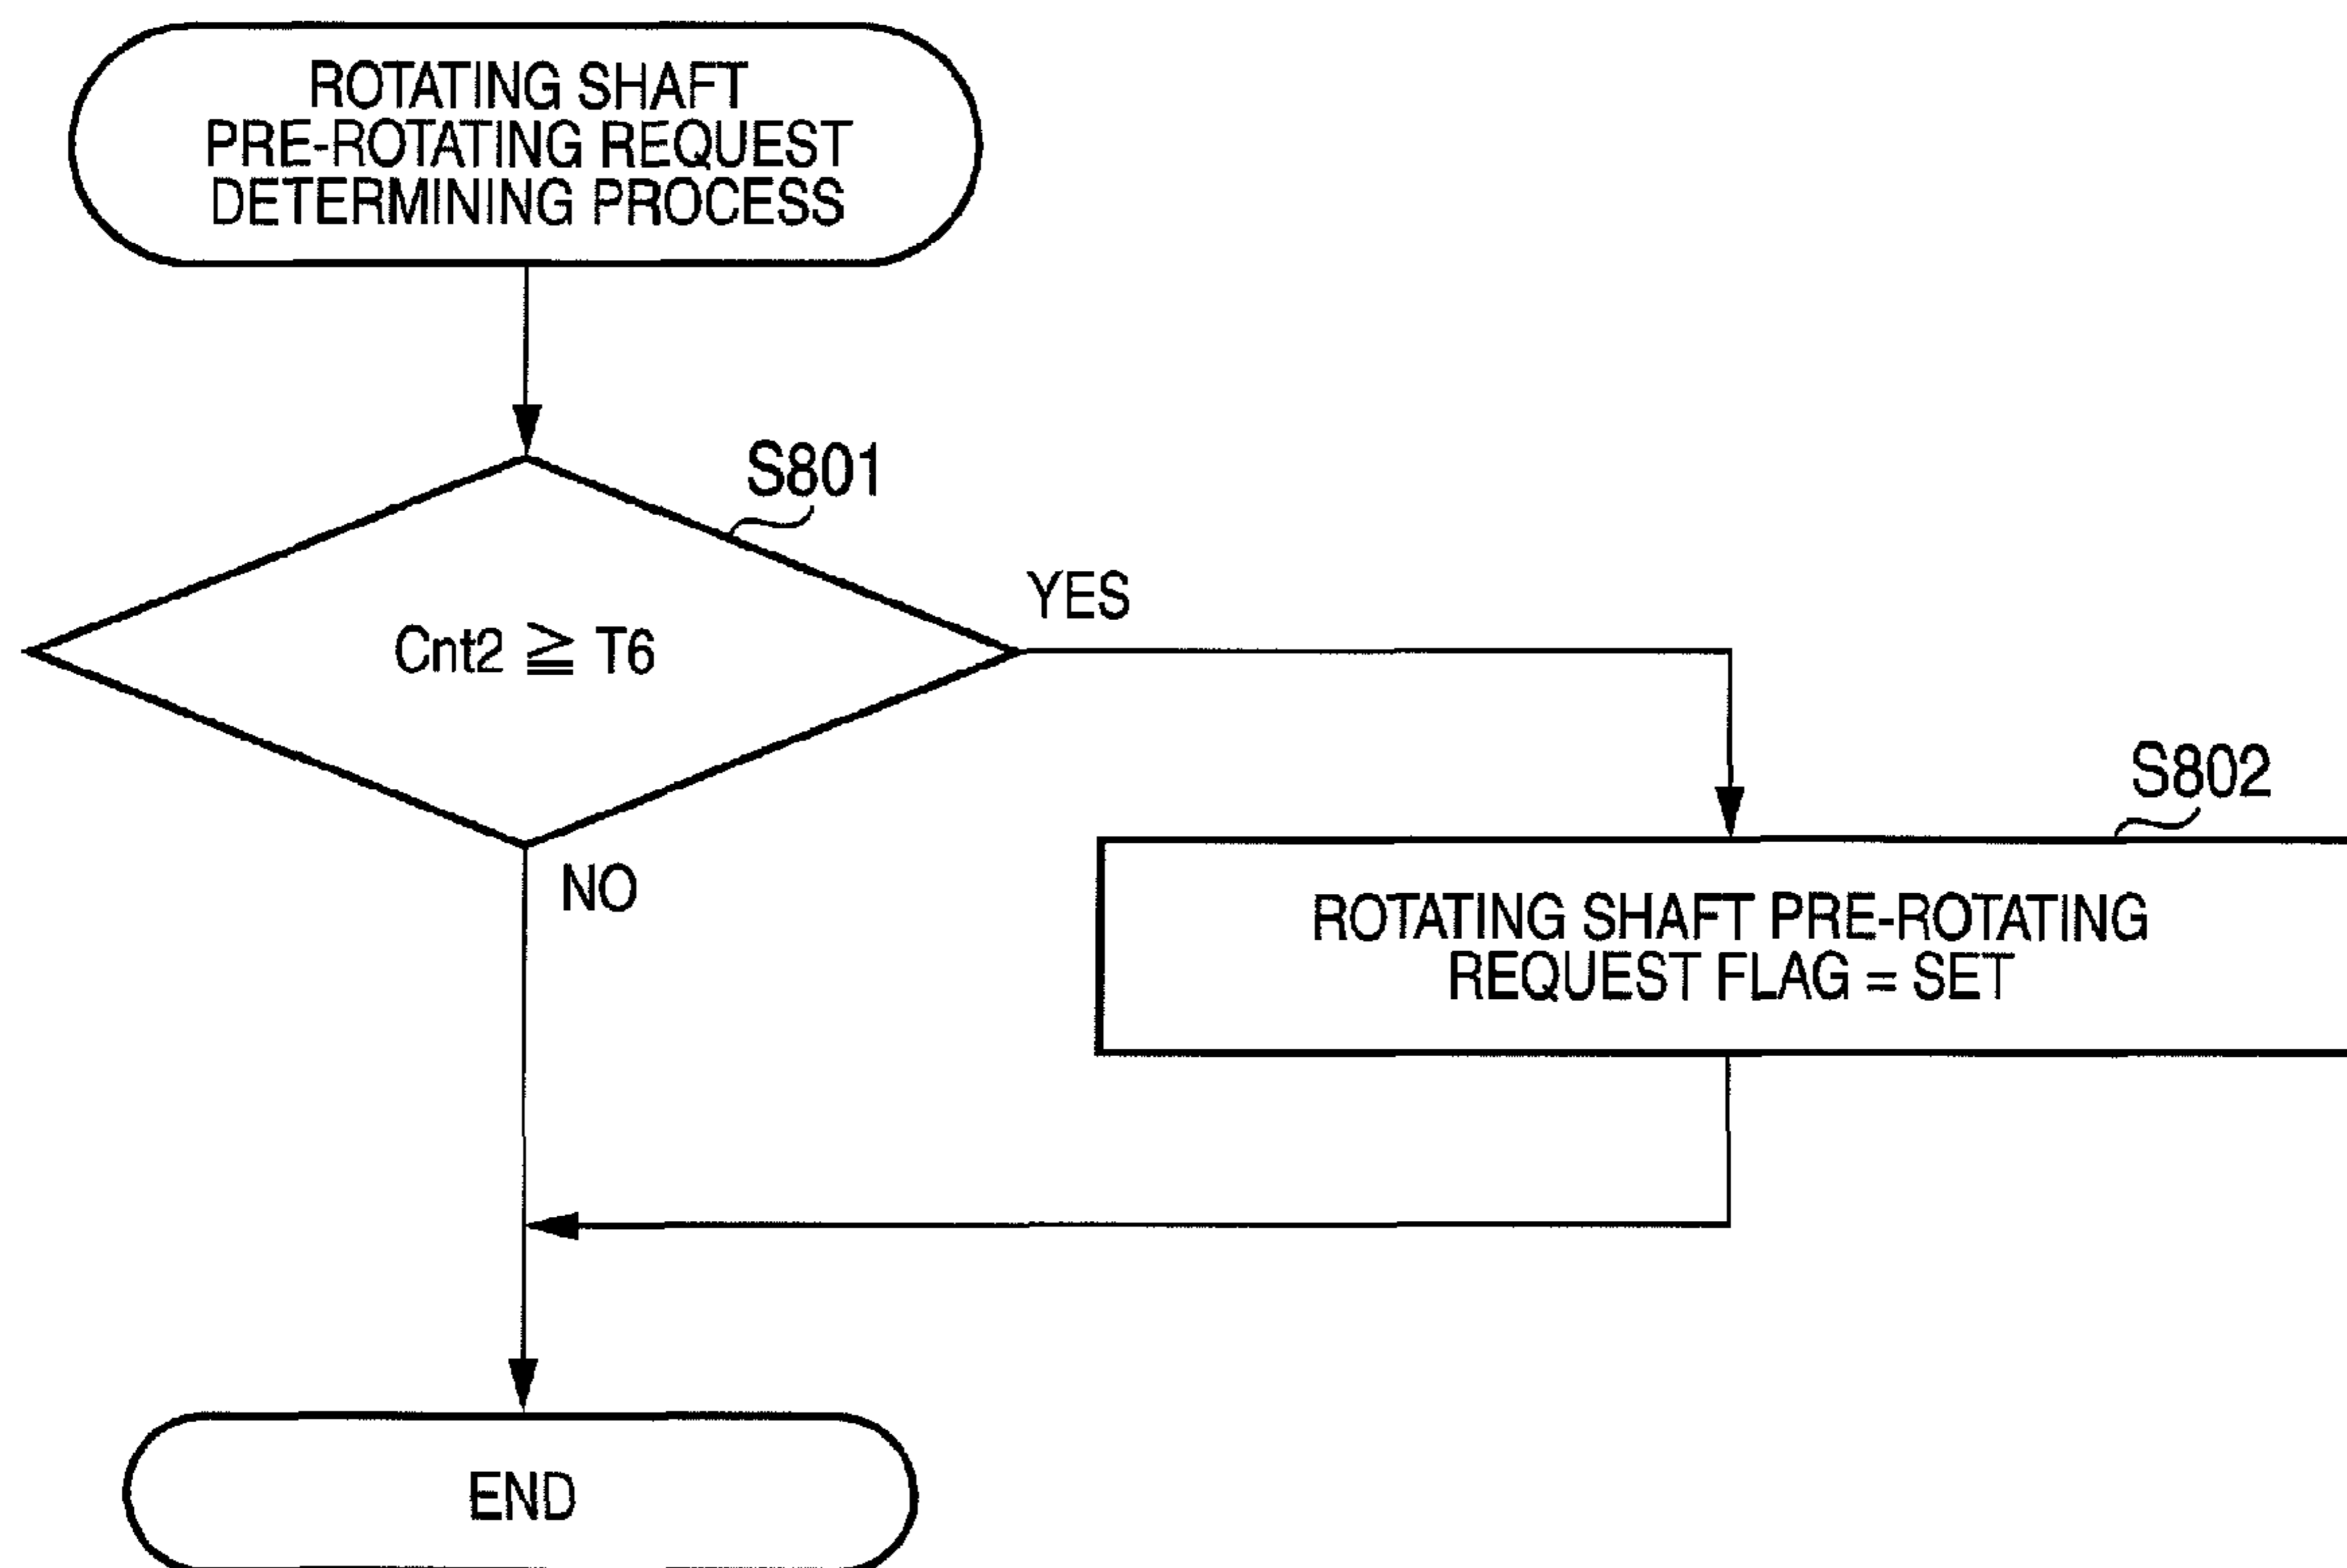 ROTATING SHAFT
PRE-ROTATING REQUEST
DETERMINING PROCESS
S801
YES
Cnt2 ≧ T6
S802
NO
ROTATING SHAFT PRE-ROTATING
REQUEST FLAG = SET
END